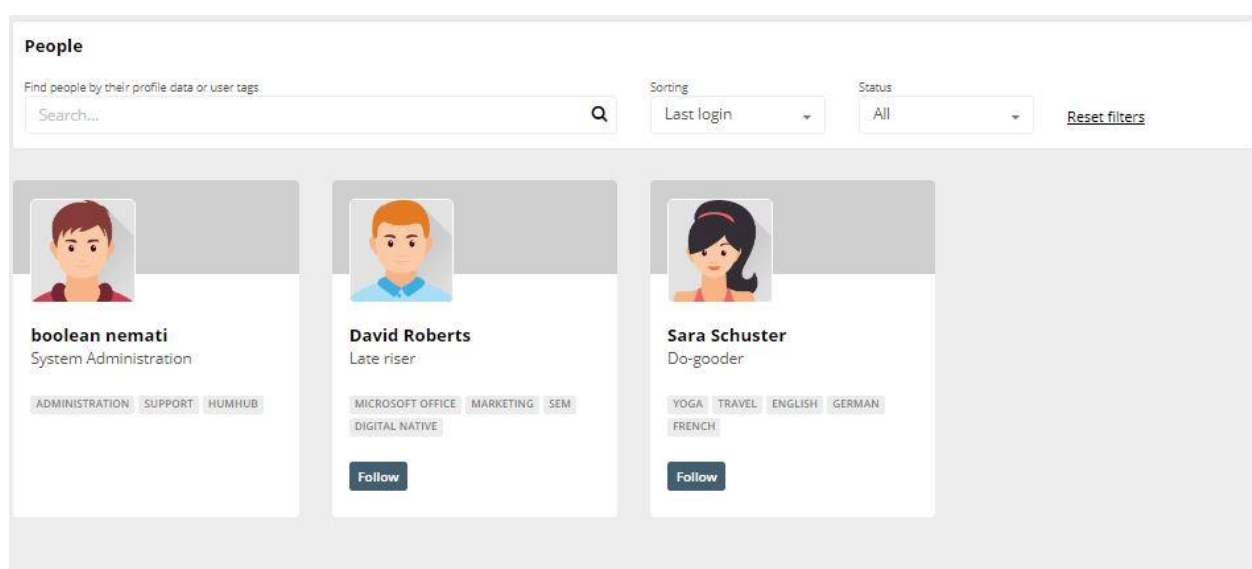 People
Find people by their profile data or user tags
Search...
Sorting
Last login
Status
All
Reset filters
boolean nemati
System Administration
ADMINISTRATION SUPPORT HUMHUB
David Roberts
Late riser
MICROSOFT OFFICE MARKETING SEM
DIGITAL NATIVE
Follow
Sara Schuster
Do-gooder
YOGA TRAVEL ENGLISH GERMAN
FRENCH
Follow